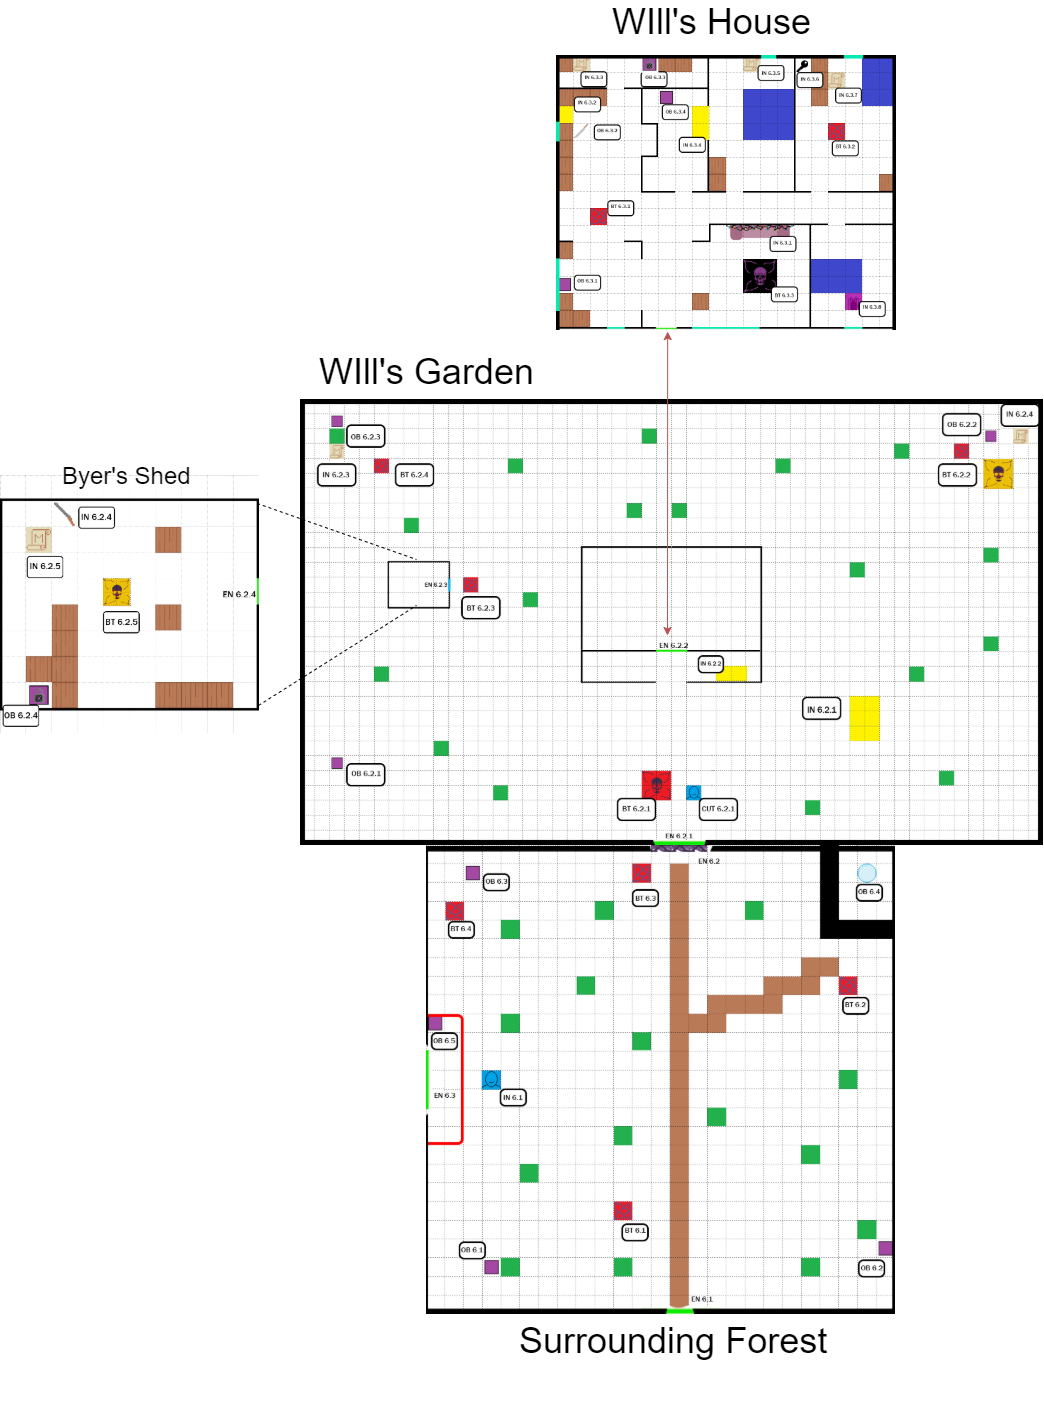 WIll's House
IN 6.3.3
OB 6.3.3
IN 6.3.5
IN 6.3.6
IN 6.3.7
IN 6.3.2
OB 6.3.4
OB 6.3.2
IN 6.3.4
BT 6.3.2
BT 6.3.1
IN 6.3.1
OB 6.3.1
BT 6.3.3
IN 6.3.8
WIll's Garden
IN 6.2.4
OB 6.2.2
OB 6.2.3
IN 6.2.3
BT 6.2.4
BT 6.2.2
Byer's Shed
IN 6.2.4
M
IN 6.2.5
EN 6.2.4
BT 6.2.5
OB 6.2.4
EN 6.2.3
BT 6.2.3
EN 6.2.2
IN 6.2.2
IN 6.2.1
OB 6.2.1
BT 6.2.1
CUT 6.2.1
EN 6.2.1
EN 6.2
OB 6.3
BT 6.3
OB 6.4
BT 6.4
BT 6.2
OB 6.5
EN 6.3
IN 6.1
BT 6.1
OB 6.1
OB 6.2
EN 6.1
Surrounding Forest